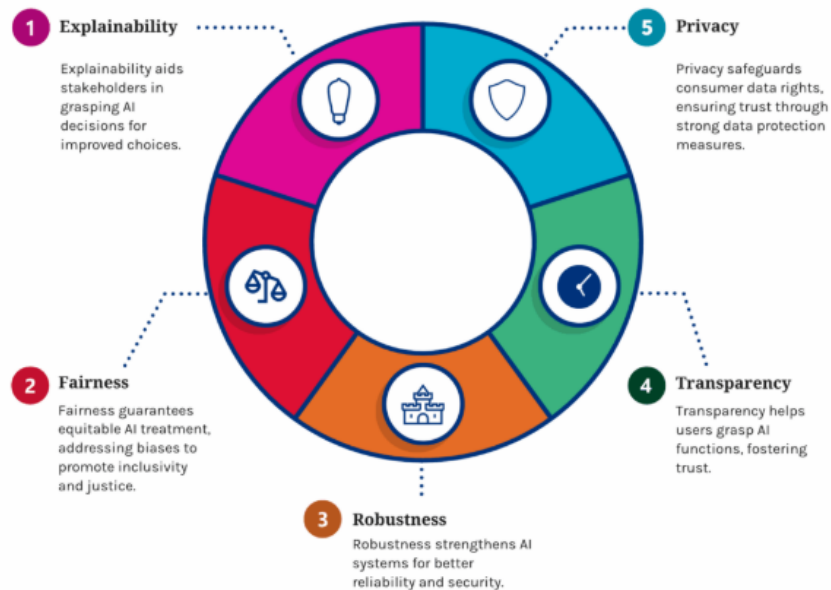 1 Explainability
Explainability aids
stakeholders in
grasping AI
decisions for
improved choices.
2 Fairness
Fairness guarantees
equitable AI treatment,
addressing biases to
promote inclusivity
and justice.
3 Robustness
Robustness strengthens AI
systems for better
reliability and security.
4 Transparency
Transparency helps
users grasp AI
functions, fostering
trust.
5 Privacy
Privacy safeguards
consumer data rights,
ensuring trust through
strong data protection
measures.